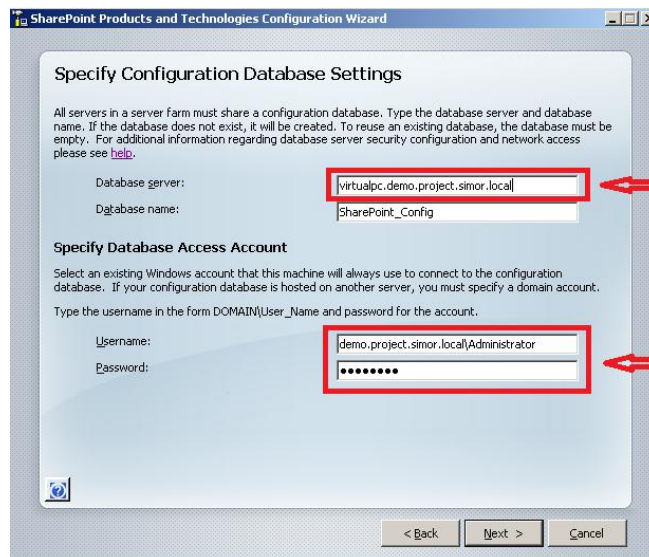 SharePoint Products and Technologies Configuration Wizard
Specify Configuration Database Settings
All servers in a server farm must share a configuration database. Type the database server and database
name. If the database does not exist, it will be created. To reuse an existing database, the database must be
empty. For additional information regarding database server security configuration and network access
please see help.
Database server:
virtualpc.demo.project.simor.local
Database name:
SharePoint_Config
Specify Database Access Account
Select an existing Windows account that this machine will always use to connect to the configuration
database. If your configuration database is hosted on another server, you must specify a domain account.
Type the username in the form DOMAIN\User_Name and password for the account.
Username:
demo.project.simor.local\Administrator
Password:
●●●●●●●●
< Back
Next >
Cancel